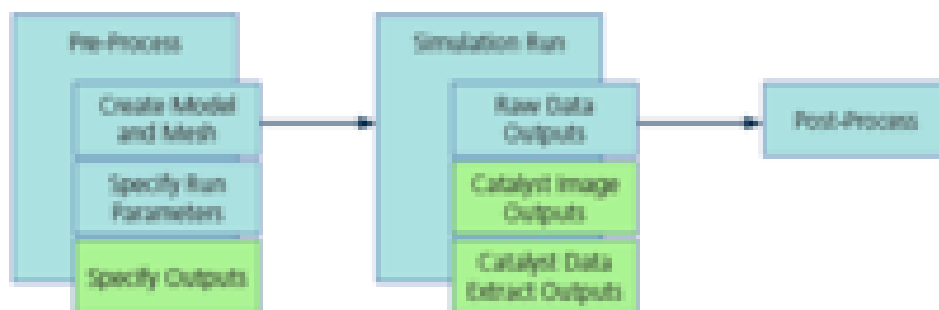 Pre-Process
Create Model
and Mesh
Specify Run
Parameters
Specify Outputs
Simulation Run
Raw Data
Outputs
Catalyst Image
Outputs
Catalyst Data
Extract Outputs
Post-Process